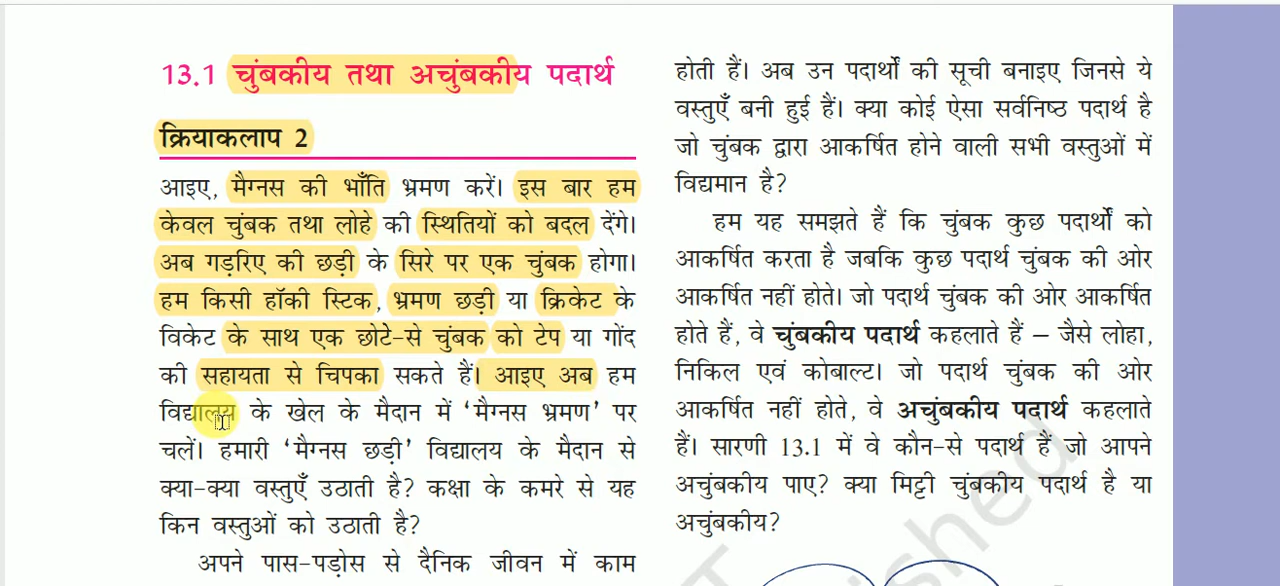 13.1 चुंबकीय तथा अचुंबकीय पदार्थ
क्रियाकलाप 2
आइए, मैग्नस की भाँति भ्रमण करें। इस बार हम
केवल चुंबक तथा लोहे की स्थितियों को बदल देंगे।
अब गड़रिए की छड़ी के सिरे पर एक चुंबक होगा।
हम किसी हॉकी स्टिक, भ्रमण छड़ी या क्रिकेट के
विकेट के साथ एक छोटे-से चुंबक को टेप या गोंद
की सहायता से चिपका सकते हैं। आइए अब हम
विद्यालय के खेल के मैदान में ‘मैग्नस भ्रमण’ पर
चलें। हमारी ‘मैग्नस छड़ी’ विद्यालय के मैदान से
क्या-क्या वस्तुएँ उठाती है? कक्षा के कमरे से यह
किन वस्तुओं को उठाती है?
अपने पास-पड़ोस से दैनिक जीवन में काम
होती हैं। अब उन पदार्थों की सूची बनाइए जिनसे ये
वस्तुएँ बनी हुई हैं। क्या कोई ऐसा सर्वनिष्ठ पदार्थ है
जो चुंबक द्वारा आकर्षित होने वाली सभी वस्तुओं में
विद्यमान है?
हम यह समझते हैं कि चुंबक कुछ पदार्थों को
आकर्षित करता है जबकि कुछ पदार्थ चुंबक की ओर
आकर्षित नहीं होते। जो पदार्थ चुंबक की ओर आकर्षित
होते हैं, वे चुंबकीय पदार्थ कहलाते हैं – जैसे लोहा,
निकिल एवं कोबाल्ट। जो पदार्थ चुंबक की ओर
आकर्षित नहीं होते, वे अचुंबकीय पदार्थ कहलाते
हैं। सारणी 13.1 में वे कौन-से पदार्थ हैं जो आपने
अचुंबकीय पाए? क्या मिट्टी चुंबकीय पदार्थ है या
अचुंबकीय?